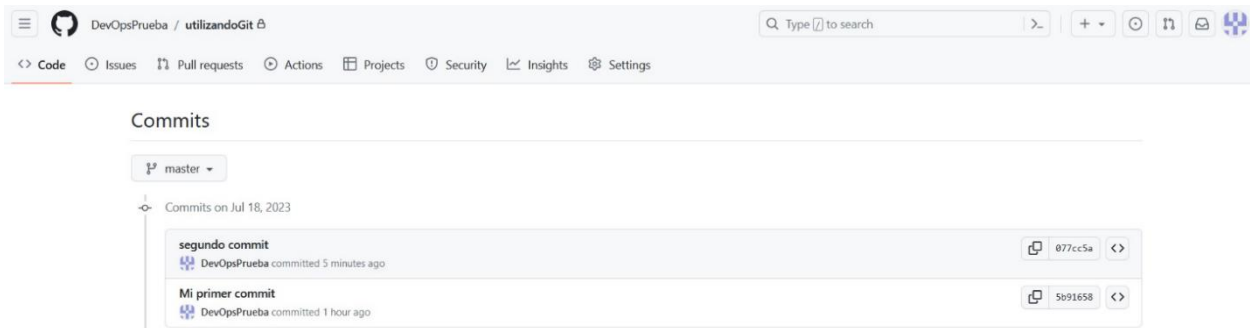 DevOpsPrueba / utilizandoGit
Type / to search
Code Issues Pull requests Actions Projects Security Insights Settings
Commits
master
Commits on Jul 18, 2023
segundo commit
077cc5a
DevOpsPrueba committed 5 minutes ago
Mi primer commit
5b91658
DevOpsPrueba committed 1 hour ago